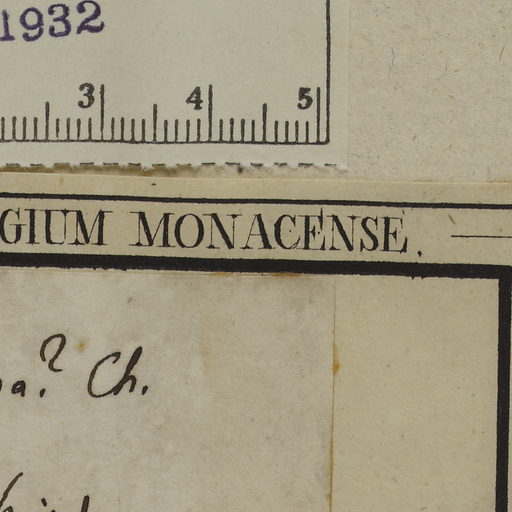 1932
3 4 5
GIUM MONACENSE.
a? Ch.